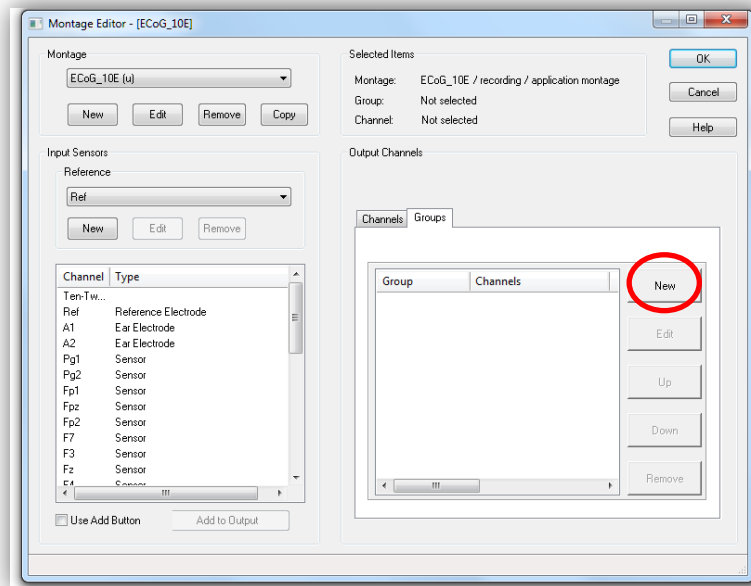 Montage Editor - [ECoG_10E]
Montage
ECoG_10E (u)
New Edit Remove Copy
Selected Items
Montage: ECoG_10E / recording / application montage
Group: Not selected
Channel: Not selected
OK
Cancel
Help
Input Sensors
Reference
Ref
New Edit Remove
Channel Type
Ten-Tw...
Ref Reference Electrode
A1 Ear Electrode
A2 Ear Electrode
Pg1 Sensor
Pg2 Sensor
Fp1 Sensor
Fpz Sensor
Fp2 Sensor
F7 Sensor
F3 Sensor
Fz Sensor
F4 Sensor
Use Add Button Add to Output
Output Channels
Channels Groups
Group Channels
New
Edit
Up
Down
Remove